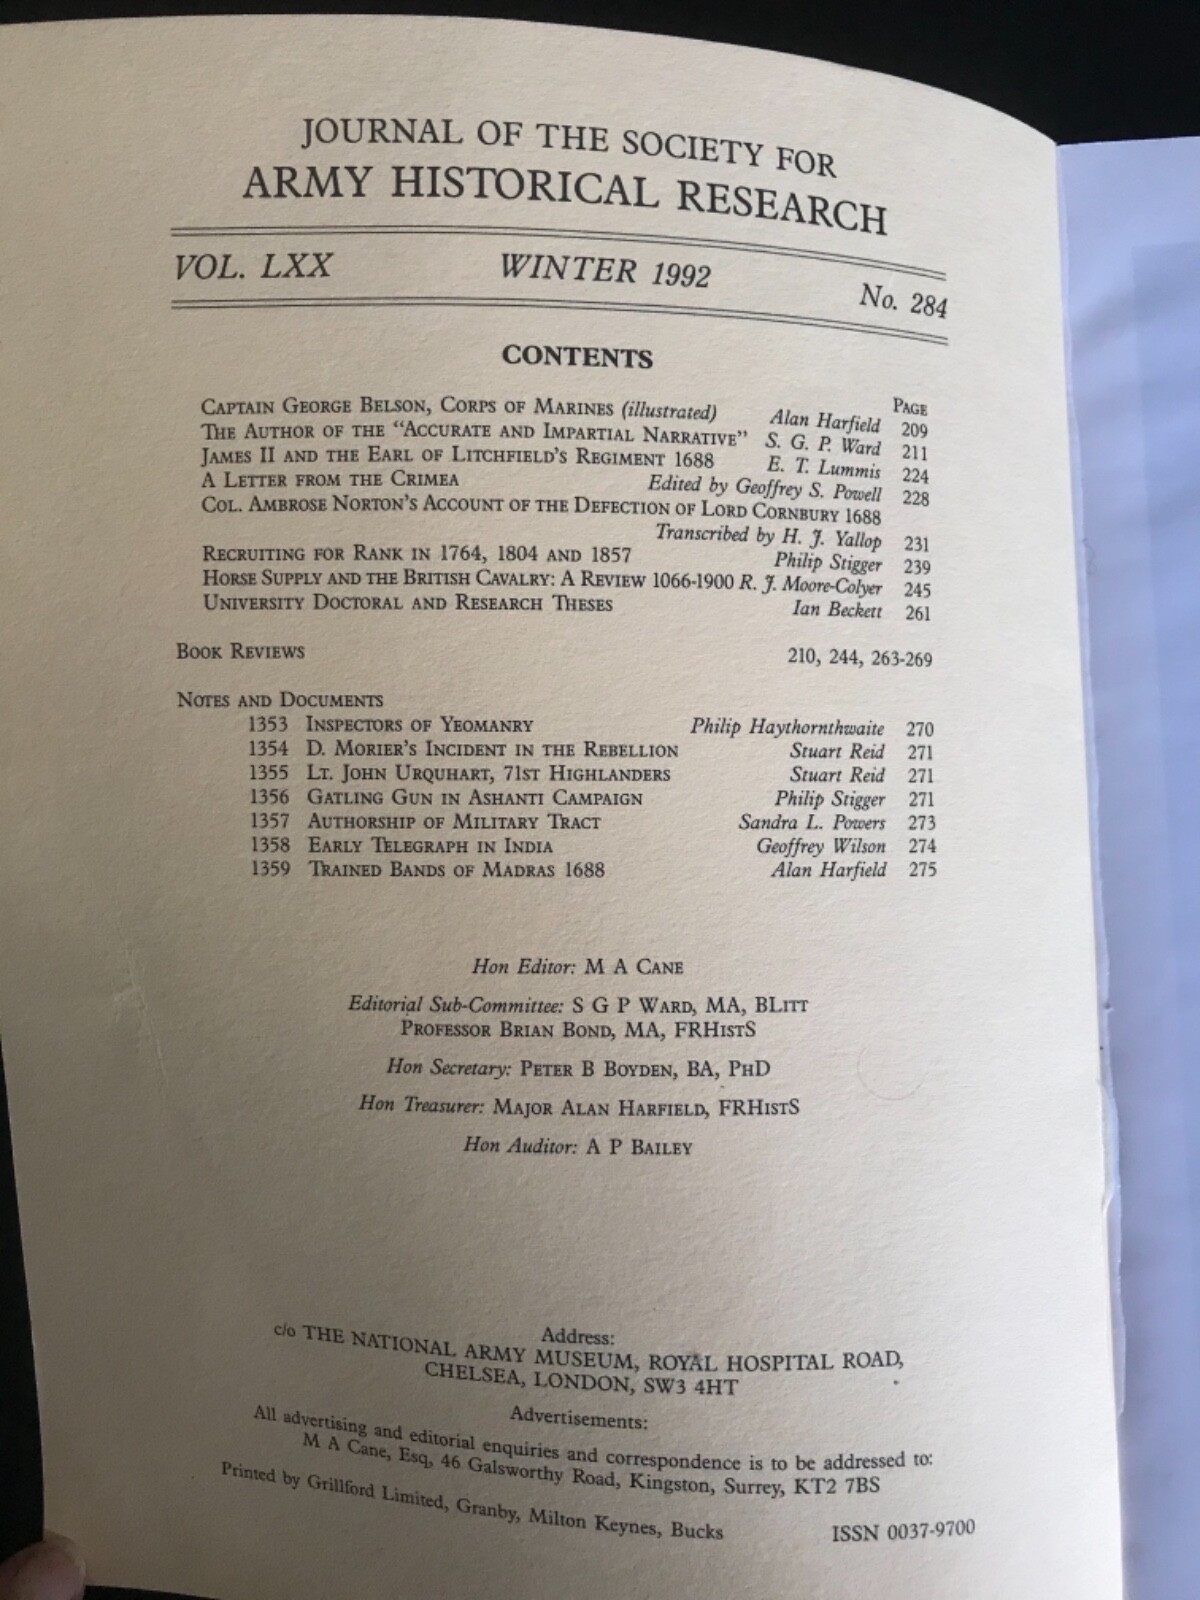 JOURNAL OF THE SOCIETY FOR
ARMY HISTORICAL RESEARCH
VOL. LXX WINTER 1992 No. 284
CONTENTS
PAGE
CAPTAIN GEORGE BELSON, CORPS OF MARINES (illustrated) Alan Harfield 209
THE AUTHOR OF THE “ACCURATE AND IMPARTIAL NARRATIVE” S. G. P. Ward 211
JAMES II AND THE EARL OF LITCHFIELD’S REGIMENT 1688 E. T. Lummis 224
A LETTER FROM THE CRIMEA Edited by Geoffrey S. Powell 228
COL. AMBROSE NORTON’S ACCOUNT OF THE DEFECTION OF LORD CORNBURY 1688
Transcribed by H. J. Yallop 231
RECRUITING FOR RANK IN 1764, 1804 AND 1857 Philip Stigger 239
HORSE SUPPLY AND THE BRITISH CAVALRY: A REVIEW 1066-1900 R. J. Moore-Colyer 245
UNIVERSITY DOCTORAL AND RESEARCH THESES Ian Beckett 261
BOOK REVIEWS 210, 244, 263-269
NOTES AND DOCUMENTS
1353 INSPECTORS OF YEOMANRY Philip Haythornthwaite 270
1354 D. MORIER’S INCIDENT IN THE REBELLION Stuart Reid 271
1355 LT. JOHN URQUHART, 71ST HIGHLANDERS Stuart Reid 271
1356 GATLING GUN IN ASHANTI CAMPAIGN Philip Stigger 271
1357 AUTHORSHIP OF MILITARY TRACT Sandra L. Powers 273
1358 EARLY TELEGRAPH IN INDIA Geoffrey Wilson 274
1359 TRAINED BANDS OF MADRAS 1688 Alan Harfield 275
Hon Editor: M A CANE
Editorial Sub-Committee: S G P WARD, MA, BLITT
PROFESSOR BRIAN BOND, MA, FRHISTS
Hon Secretary: PETER B BOYDEN, BA, PHD
Hon Treasurer: MAJOR ALAN HARFIELD, FRHISTS
Hon Auditor: A P BAILEY
Address:
c/o THE NATIONAL ARMY MUSEUM, ROYAL HOSPITAL ROAD,
CHELSEA, LONDON, SW3 4HT
Advertisements:
All advertising and editorial enquiries and correspondence is to be addressed to:
M A Cane, Esq, 46 Galsworthy Road, Kingston, Surrey, KT2 7BS
Printed by Grillford Limited, Granby, Milton Keynes, Bucks
ISSN 0037-9700